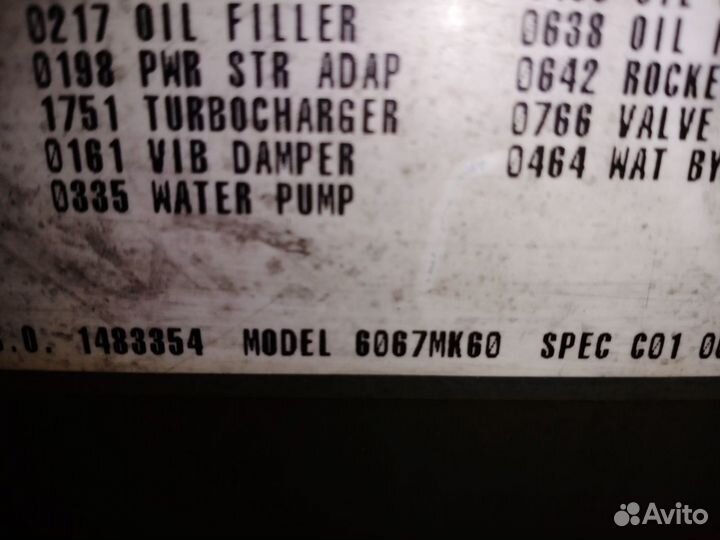 0217 OIL FILLER
0198 PWR STR ADAP
1751 TURBOCHARGER
0161 VIB DAMPER
0335 WATER PUMP
0638 OIL
0642 ROCKE
0766 VALVE
0464 WAT BY
.O. 1483354 MODEL 6067MK60 SPEC C01
Avito